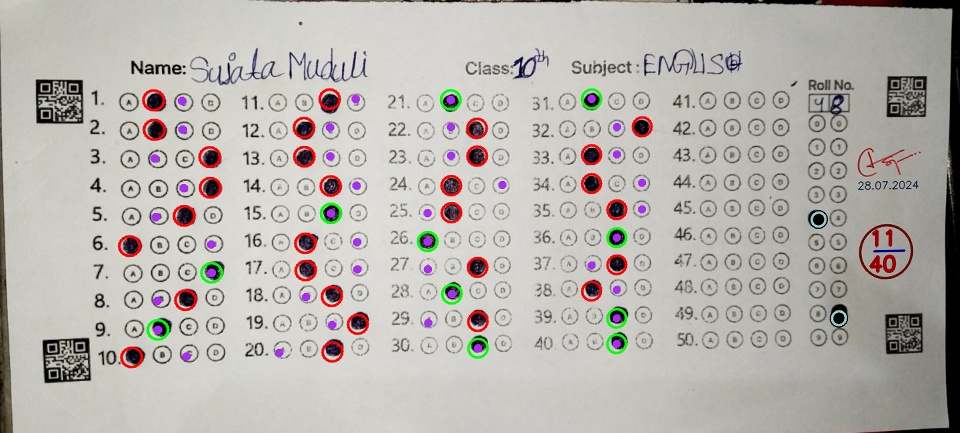 Name: Sujata Muduli Class: 10th Subject : ENGLISH
Roll No.
48
1. A D 11. A B 21. A C D 31. A C D 41. A B C D
2. A D 12. A C D 22. A D 32. A B 42. A B C D
3. A C 13. A D 23. A D 33. A D 43. A B C D
4. A B 14. A B 24. A C 34. A C 44. A B C D
5. A D 15. A B D 25. C D 35. A B 45. A B C D
6. B C 16. A C 26. B C D 36. A B D 46. A B C D
7. A B C 17. A C 27. B D 37. A D 47. A B C D
8. A D 18. A D 28. A C D 38. A D 48. A B C D
9. A C D 19. A B 29. B D 39. A B D 49. A B C D
10. B D 20. B D 30. A B D 40. A B D 50. A B C D
0 0
1 1
2 2
3 3
5 5
6 6
7 7
8
9 9
28.07.2024
11
40